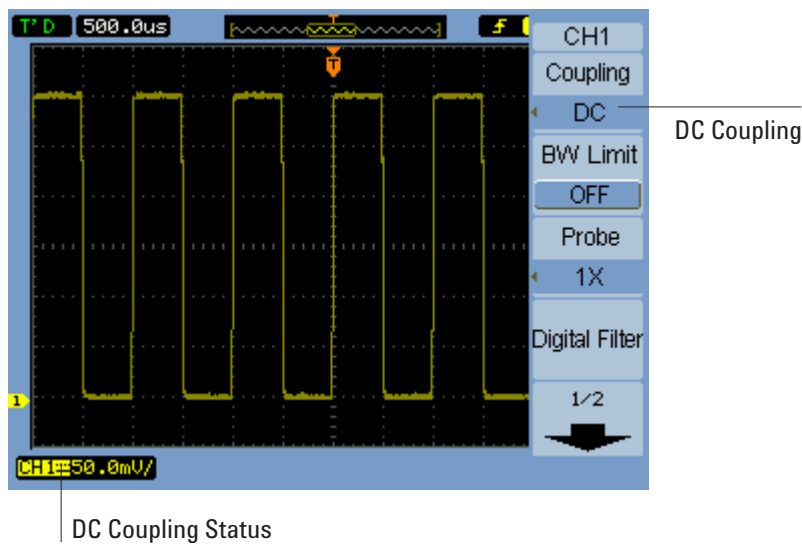 T'D 500.0us
T
T
CH1
Coupling
DC
DC Coupling
BW Limit
OFF
Probe
1X
Digital Filter
1/2
1
CH1 50.0mV/
DC Coupling Status